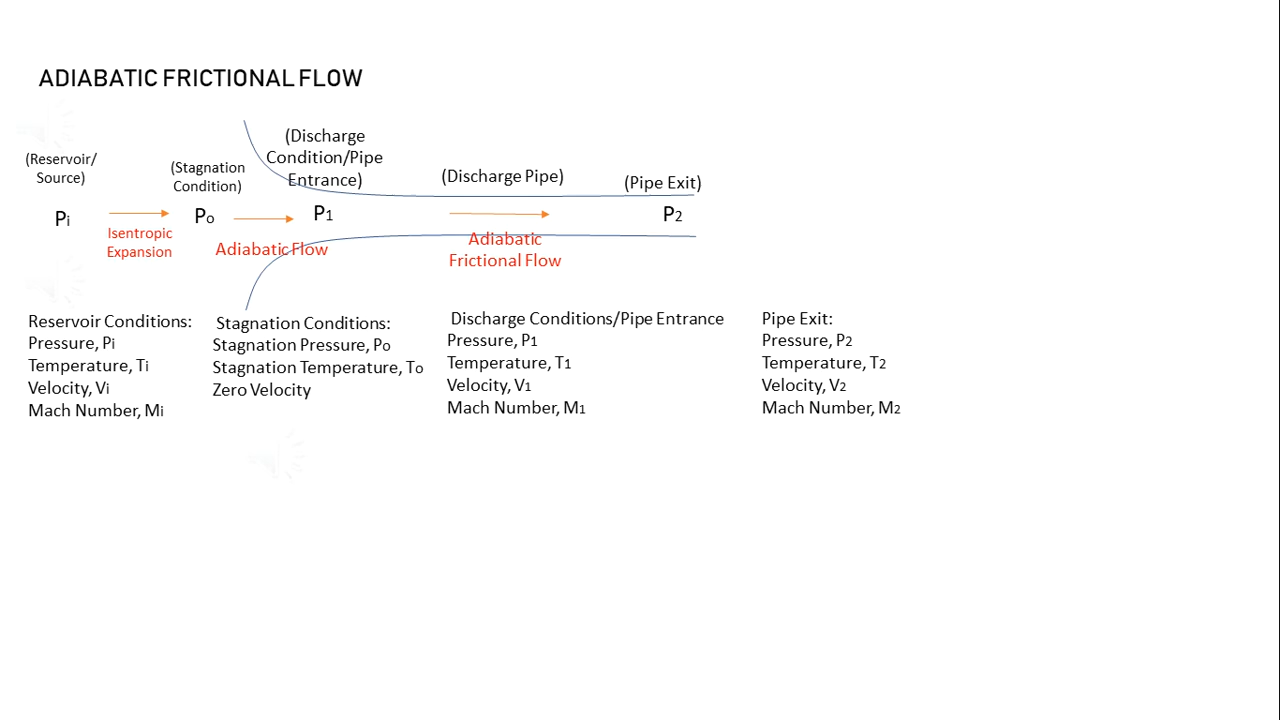 ADIABATIC FRICTIONAL FLOW
(Reservoir/
Source)
(Stagnation
Condition)
(Discharge
Condition/Pipe
Entrance)
(Discharge Pipe)
(Pipe Exit)
Pi
Po
P1
P2
Isentropic
Expansion
Adiabatic Flow
Adiabatic
Frictional Flow
Reservoir Conditions:
Pressure, Pi
Temperature, Ti
Velocity, Vi
Mach Number, Mi
Stagnation Conditions:
Stagnation Pressure, Po
Stagnation Temperature, To
Zero Velocity
Discharge Conditions/Pipe Entrance
Pressure, P1
Temperature, T1
Velocity, V1
Mach Number, M1
Pipe Exit:
Pressure, P2
Temperature, T2
Velocity, V2
Mach Number, M2